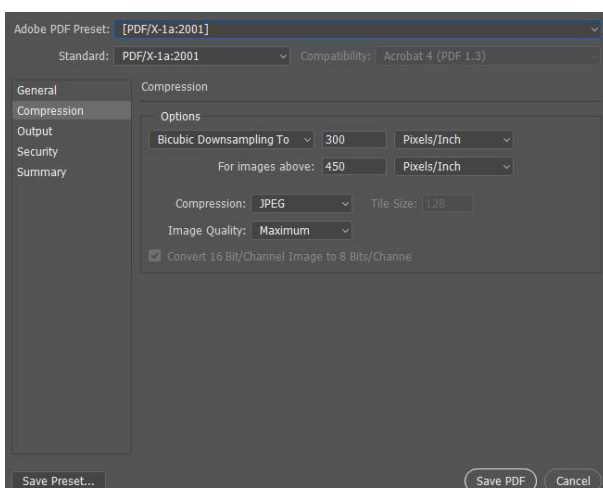 Adobe PDF Preset: [PDF/X-1a:2001]
Standard: PDF/X-1a:2001 Compatibility: Acrobat 4 (PDF 1.3)
General
Compression
Output
Security
Summary
Compression
Options
Bicubic Downsampling To 300 Pixels/Inch
For images above: 450 Pixels/Inch
Compression: JPEG Tile Size: 128
Image Quality: Maximum
Convert 16 Bit/Channel Image to 8 Bits/Channe
Save Preset... Save PDF Cancel